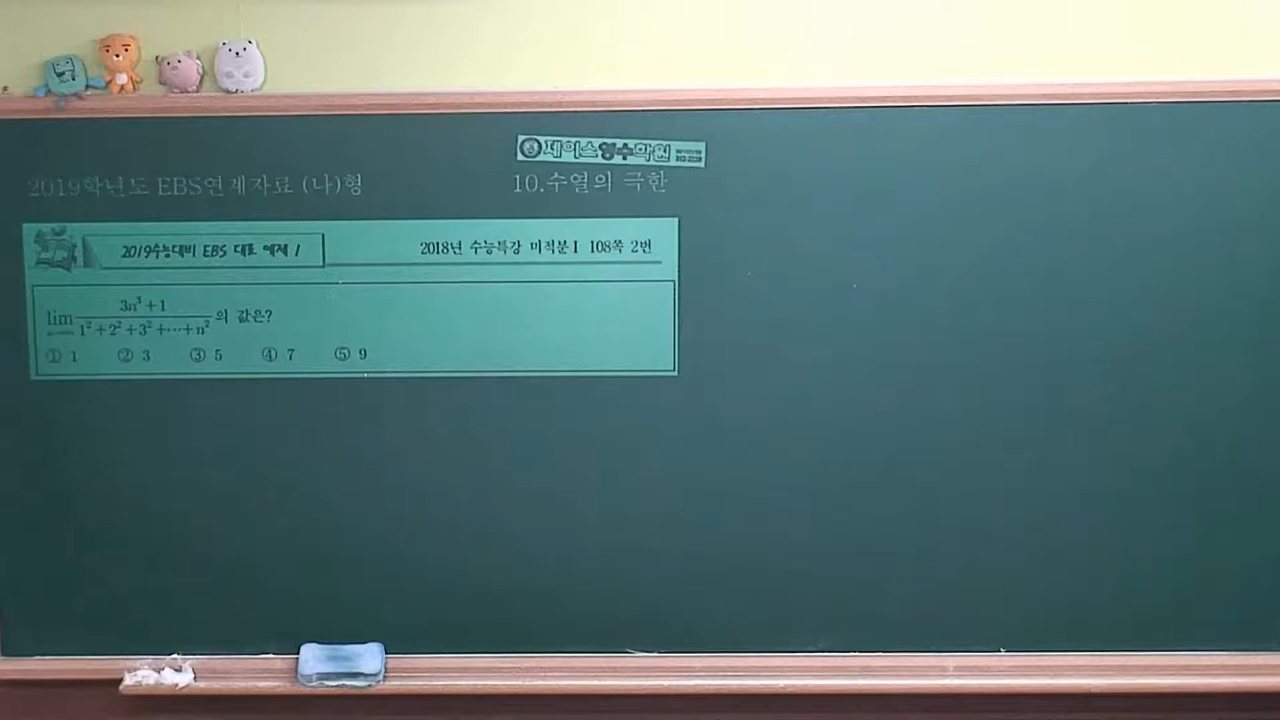 제이스영수학원
2019학년도 EBS연계자료 (나)형
10.수열의 극한
2019수능대비 EBS 대표 예제 1
2018년 수능특강 미적분Ⅰ 108쪽 2번
lim (3n³+1)/(1²+2²+3²+⋯+n²) 의 값은?
① 1 ② 3 ③ 5 ④ 7 ⑤ 9